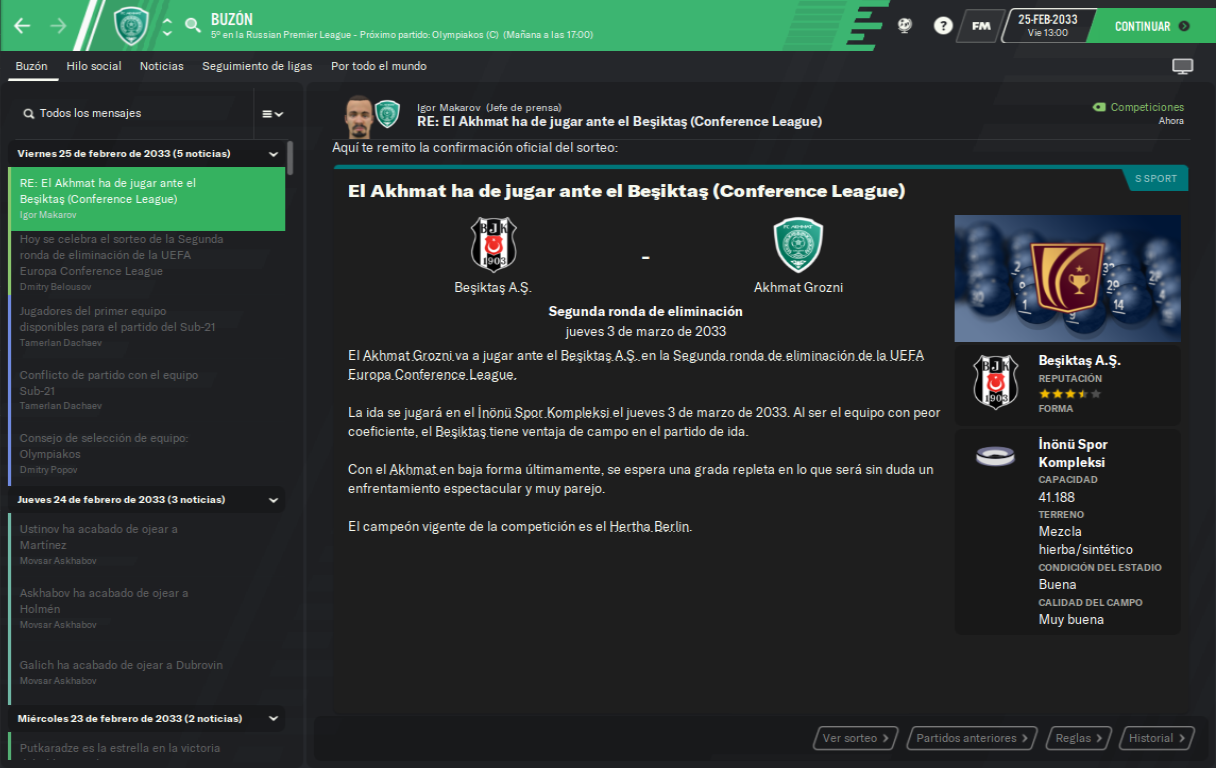 BUZÓN
5º en la Russian Premier League - Próximo partido: Olympiakos (C) (Mañana a las 17:00)
FM
25-FEB-2033
Vie 13:00
CONTINUAR
Buzón
Hilo social
Noticias
Seguimiento de ligas
Por todo el mundo
Todos los mensajes
Viernes 25 de febrero de 2033 (5 noticias)
RE: El Akhmat ha de jugar ante el
Beşiktaş (Conference League)
Igor Makarov
Hoy se celebra el sorteo de la Segunda
ronda de eliminación de la UEFA
Europa Conference League
Dmitry Belousov
Jugadores del primer equipo
disponibles para el partido del Sub-21
Tamerlan Dachaev
Conflicto de partido con el equipo
Sub-21
Tamerlan Dachaev
Consejo de selección de equipo:
Olympiakos
Dmitry Popov
Jueves 24 de febrero de 2033 (3 noticias)
Ustinov ha acabado de ojear a
Martínez
Movsar Askhabov
Askhabov ha acabado de ojear a
Holmén
Movsar Askhabov
Galich ha acabado de ojear a Dubrovin
Movsar Askhabov
Miércoles 23 de febrero de 2033 (2 noticias)
Putkaradze es la estrella en la victoria
Igor Makarov (Jefe de prensa)
RE: El Akhmat ha de jugar ante el Beşiktaş (Conference League)
Competiciones
Ahora
Aquí te remito la confirmación oficial del sorteo:
S SPORT
El Akhmat ha de jugar ante el Beşiktaş (Conference League)
BJK
1903
-
Beşiktaş A.Ş.
Akhmat Grozni
Segunda ronda de eliminación
jueves 3 de marzo de 2033
El Akhmat Grozni va a jugar ante el Beşiktaş A.Ş. en la Segunda ronda de eliminación de la UEFA
Europa Conference League.
La ida se jugará en el İnönü Spor Kompleksi el jueves 3 de marzo de 2033. Al ser el equipo con peor
coeficiente, el Beşiktaş tiene ventaja de campo en el partido de ida.
Con el Akhmat en baja forma últimamente, se espera una grada repleta en lo que será sin duda un
enfrentamiento espectacular y muy parejo.
El campeón vigente de la competición es el Hertha Berlin.
BJK
1903
Beşiktaş A.Ş.
REPUTACIÓN
FORMA
İnönü Spor
Kompleksi
CAPACIDAD
41.188
TERRENO
Mezcla
hierba/sintético
CONDICIÓN DEL ESTADIO
Buena
CALIDAD DEL CAMPO
Muy buena
Ver sorteo
Partidos anteriores
Reglas
Historial